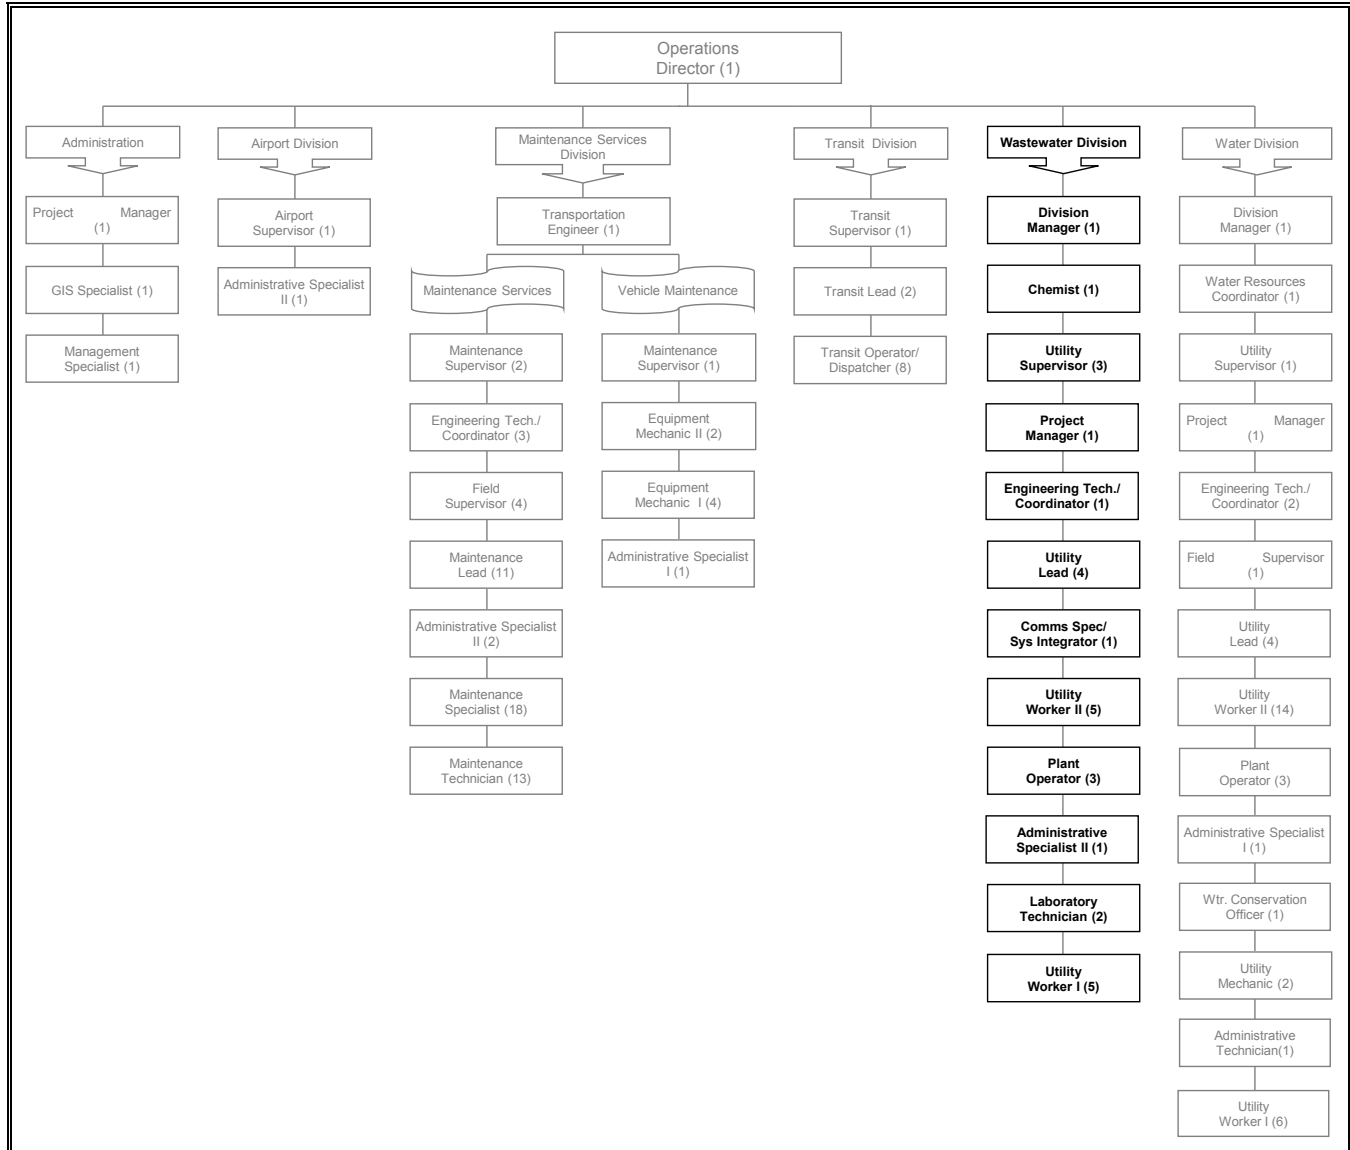 Operations
Director (1)
Administration
Project Manager
(1)
GIS Specialist (1)
Management
Specialist (1)
Airport Division
Airport
Supervisor (1)
Administrative Specialist
II (1)
Maintenance Services
Division
Transportation
Engineer (1)
Maintenance Services
Maintenance
Supervisor (2)
Engineering Tech./
Coordinator (3)
Field
Supervisor (4)
Maintenance
Lead (11)
Administrative Specialist
II (2)
Maintenance
Specialist (18)
Maintenance
Technician (13)
Vehicle Maintenance
Maintenance
Supervisor (1)
Equipment
Mechanic II (2)
Equipment
Mechanic I (4)
Administrative Specialist
I (1)
Transit Division
Transit
Supervisor (1)
Transit Lead (2)
Transit Operator/
Dispatcher (8)
Wastewater Division
Division
Manager (1)
Chemist (1)
Utility
Supervisor (3)
Project
Manager (1)
Engineering Tech./
Coordinator (1)
Utility
Lead (4)
Comms Spec/
Sys Integrator (1)
Utility
Worker II (5)
Plant
Operator (3)
Administrative
Specialist II (1)
Laboratory
Technician (2)
Utility
Worker I (5)
Water Division
Division
Manager (1)
Water Resources
Coordinator (1)
Utility
Supervisor (1)
Project Manager
(1)
Engineering Tech./
Coordinator (2)
Field Supervisor
(1)
Utility
Lead (4)
Utility
Worker II (14)
Plant
Operator (3)
Administrative Specialist
I (1)
Wtr. Conservation
Officer (1)
Utility
Mechanic (2)
Administrative
Technician(1)
Utility
Worker I (6)